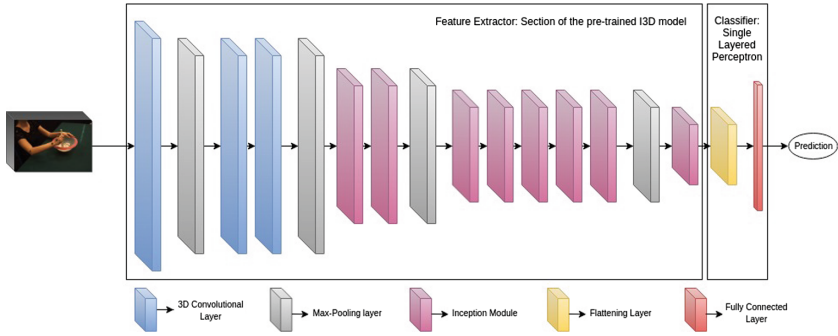 Feature Extractor: Section of the pre-trained I3D model
Classifier:
Single
Layered
Perceptron
Prediction
3D Convolutional
Layer
Max-Pooling layer
Inception Module
Flattening Layer
Fully Connected
Layer